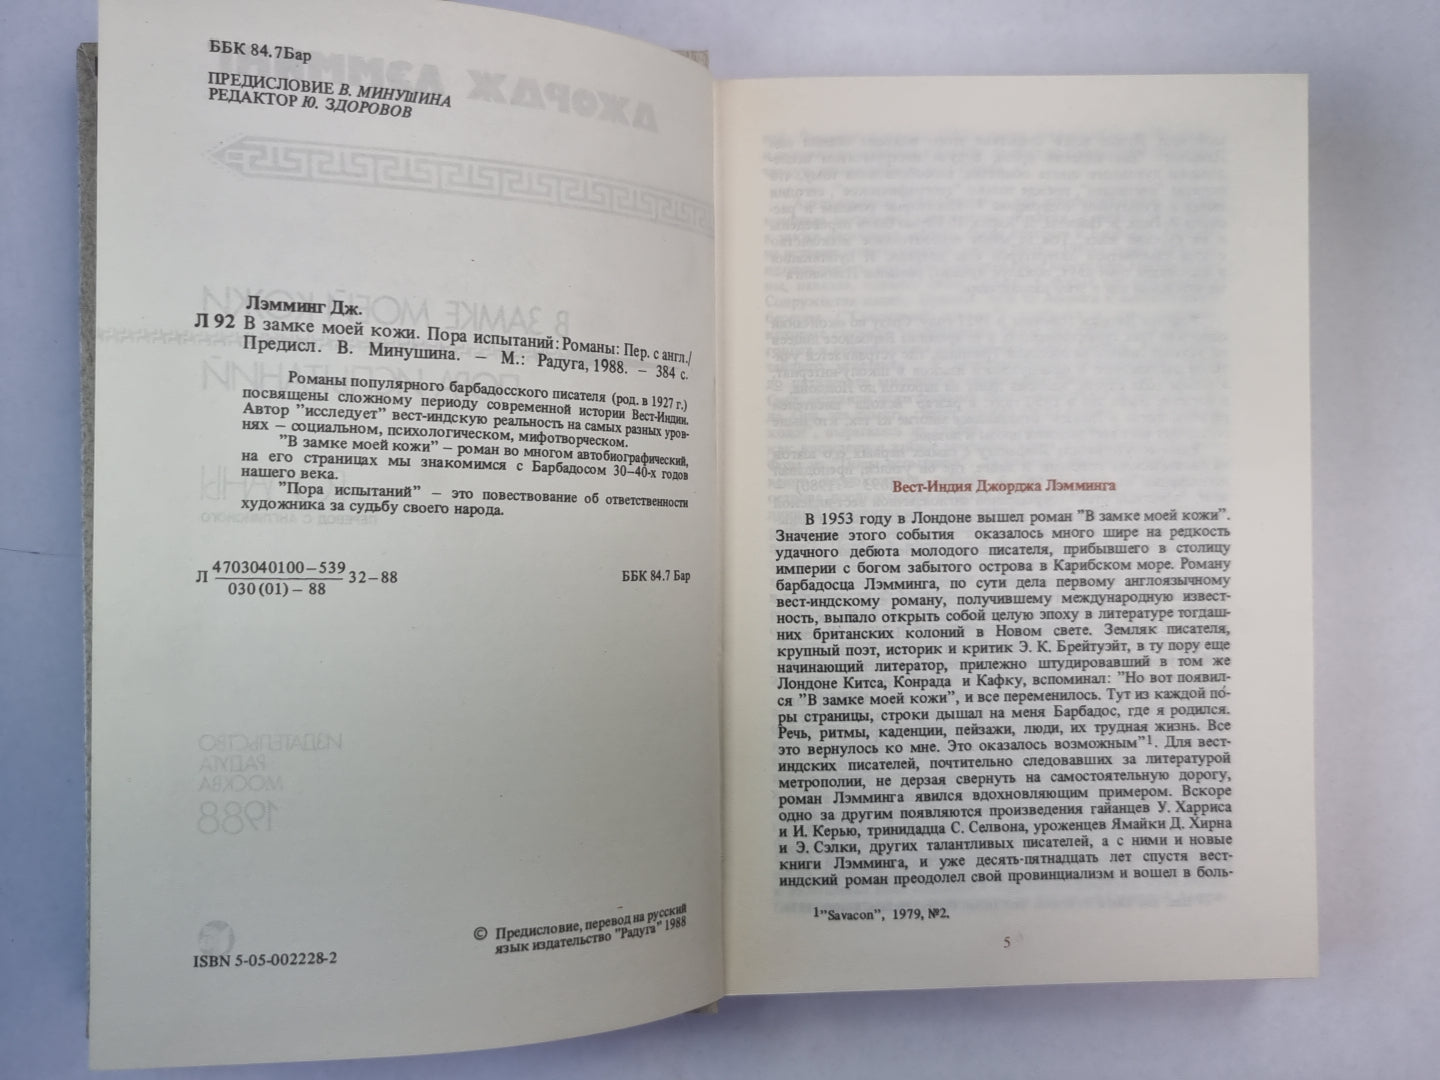 ББК 84.7Бар
ПРЕДИСЛОВИЕ В. МИНУШИНА
РЕДАКТОР Ю. ЗДОРОВОВ
Лэмминг Дж.
Л 92 В замке моей кожи. Пора испытаний: Романы: Пер. с англ./
Предисл. В. Минушина. — М.: Радуга, 1988. — 384 с.
Романы популярного барбадосского писателя (род. в 1927 г.)
посвящены сложному периоду современной истории Вест-Индии.
Автор "исследует" вест-индскую реальность на самых разных уров-
нях — социальном, психологическом, мифотворческом.
"В замке моей кожи" — роман во многом автобиографический,
на его страницах мы знакомимся с Барбадосом 30—40-х годов
нашего века.
"Пора испытаний" — это повествование об ответственности
художника за судьбу своего народа.
Л 4703040100—539 32—88
030(01)—88
ББК 84.7 Бар
© Предисловие, перевод на русский
язык издательство "Радуга" 1988
ISBN 5-05-002228-2
Вест-Индия Джорджа Лэмминга
В 1953 году в Лондоне вышел роман "В замке моей кожи".
Значение этого события оказалось много шире на редкость
удачного дебюта молодого писателя, прибывшего в столицу
империи с богом забытого острова в Карибском море. Роману
барбадосца Лэмминга, по сути дела первому англоязычному
вест-индскому роману, получившему международную извест-
ность, выпало открыть собой целую эпоху в литературе тогдаш-
них британских колоний в Новом свете. Земляк писателя,
крупный поэт, историк и критик Э. К. Брейтуэйт, в ту пору еще
начинающий литератор, прилежно штудировавший в том же
Лондоне Китса, Конрада и Кафку, вспоминал: "Но вот появил-
ся "В замке моей кожи", и все переменилось. Тут из каждой по-
ры страницы, строки дышал на меня Барбадос, где я родился.
Речь, ритмы, каденции, пейзажи, люди, их трудная жизнь. Все
это вернулось ко мне. Это оказалось возможным"1. Для вест-
индских писателей, почтительно следовавших за литературой
метрополии, не дерзая свернуть на самостоятельную дорогу,
роман Лэмминга явился вдохновляющим примером. Вскоре
одно за другим появляются произведения гайанцев У. Харриса
и И. Керью, тринидадца С. Селвона, уроженцев Ямайки Д. Хирна
и Э. Сэлки, других талантливых писателей, а с ними и новые
книги Лэмминга, и уже десять-пятнадцать лет спустя вест-
индский роман преодолел свой провинциализм и вошел в боль-
1"Savacon", 1979, №2.
5